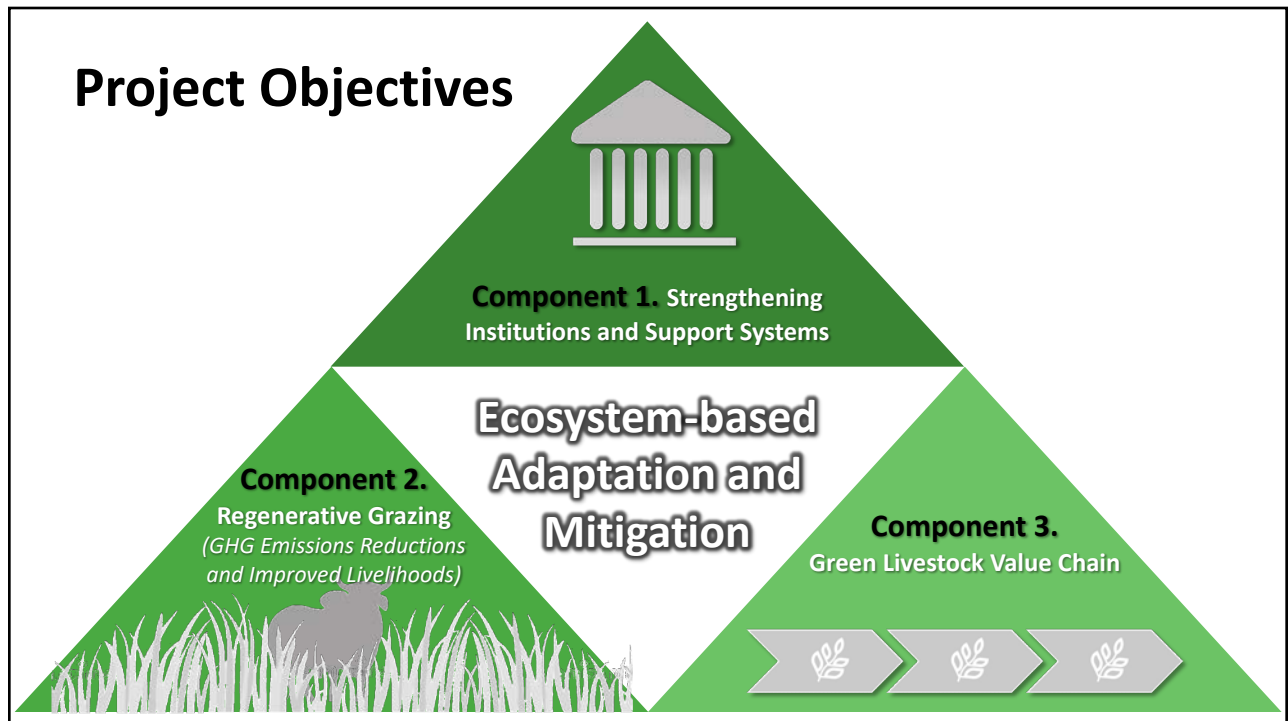 Project Objectives
Component 1. Strengthening
Institutions and Support Systems
Ecosystem-based
Adaptation and
Mitigation
Component 2.
Regenerative Grazing
(GHG Emissions Reductions
and Improved Livelihoods)
Component 3.
Green Livestock Value Chain